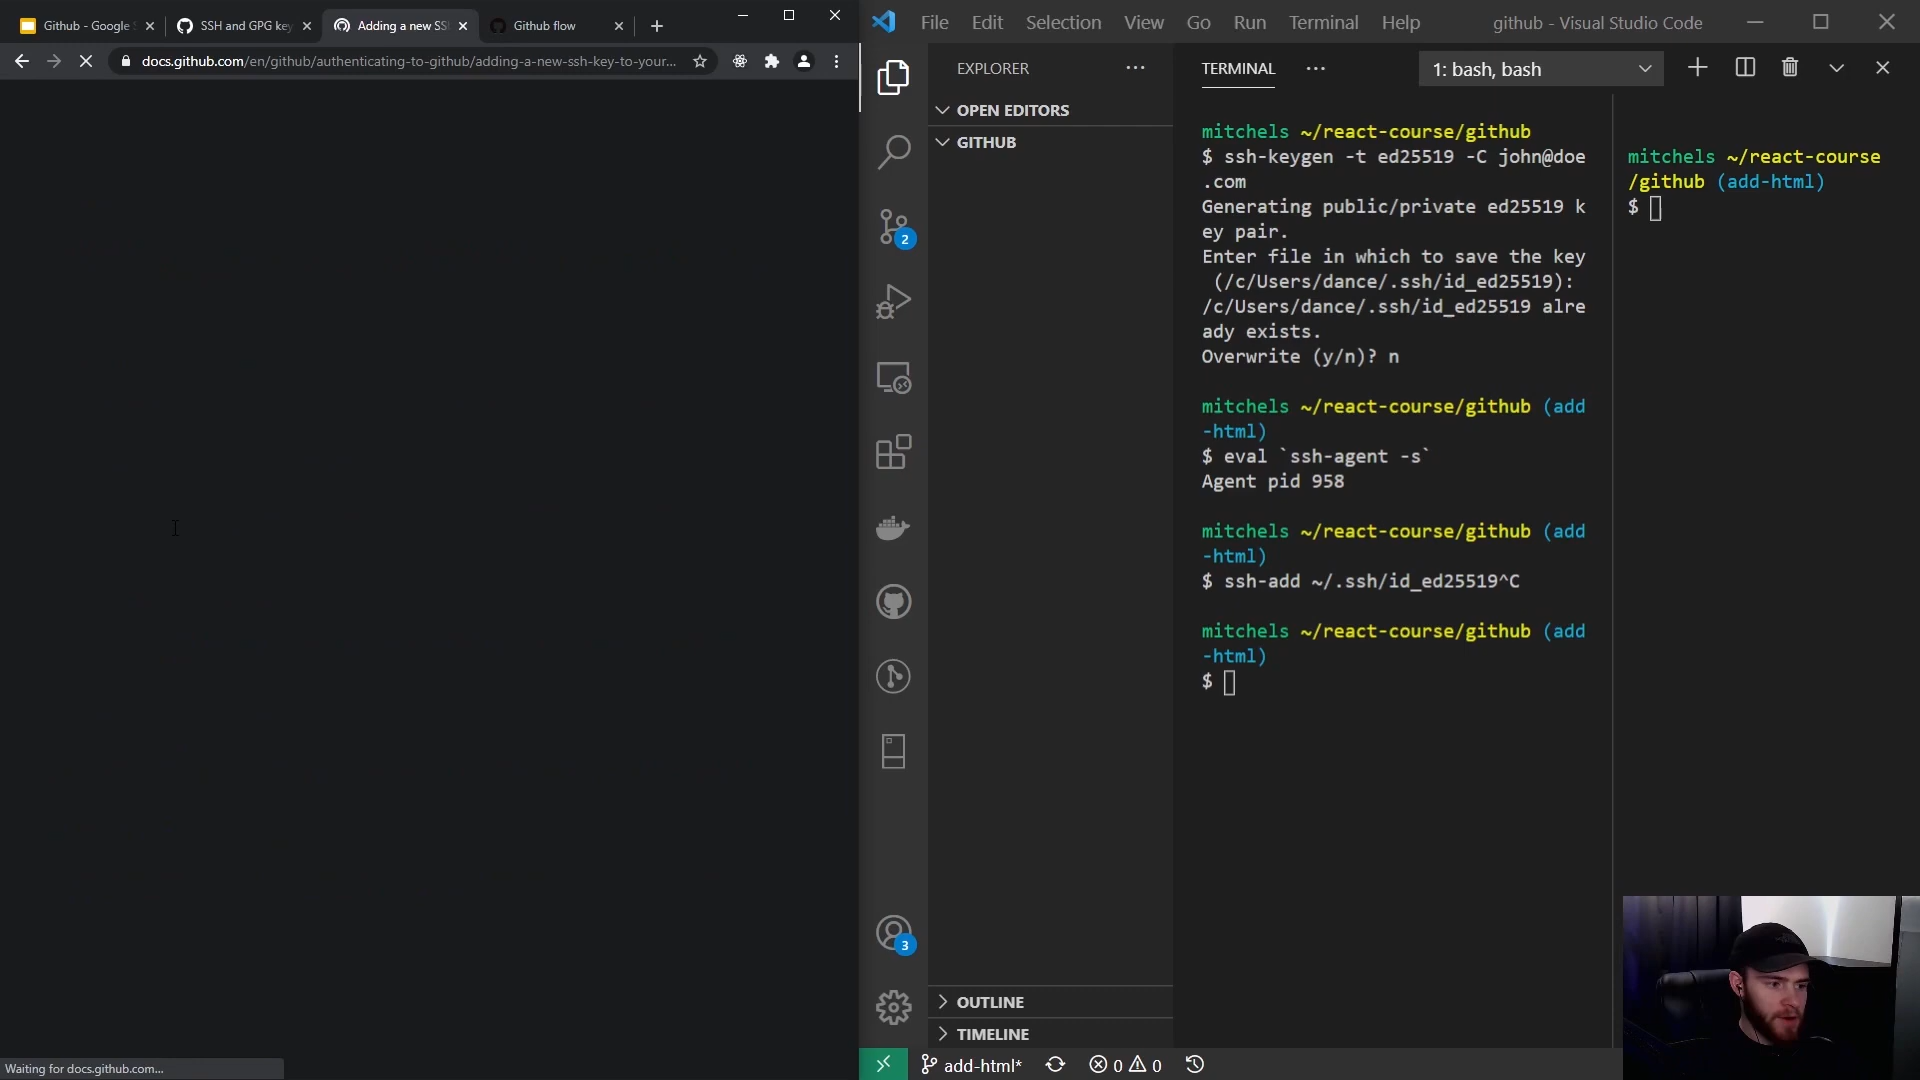 Github - Google S
SSH and GPG key
Adding a new SS
Github flow
docs.github.com/en/github/authenticating-to-github/adding-a-new-ssh-key-to-your...
Waiting for docs.github.com...
File Edit Selection View Go Run Terminal Help
github - Visual Studio Code
EXPLORER
OPEN EDITORS
GITHUB
2
3
OUTLINE
TIMELINE
TERMINAL
1: bash, bash
mitchels ~/react-course/github
$ ssh-keygen -t ed25519 -C john@doe
.com
Generating public/private ed25519 k
ey pair.
Enter file in which to save the key
(/c/Users/dance/.ssh/id_ed25519):
/c/Users/dance/.ssh/id_ed25519 alre
ady exists.
Overwrite (y/n)? n
mitchels ~/react-course/github (add
-html)
$ eval `ssh-agent -s`
Agent pid 958
mitchels ~/react-course/github (add
-html)
$ ssh-add ~/.ssh/id_ed25519^C
mitchels ~/react-course/github (add
-html)
$
mitchels ~/react-course
/github (add-html)
$
add-html* 0 0